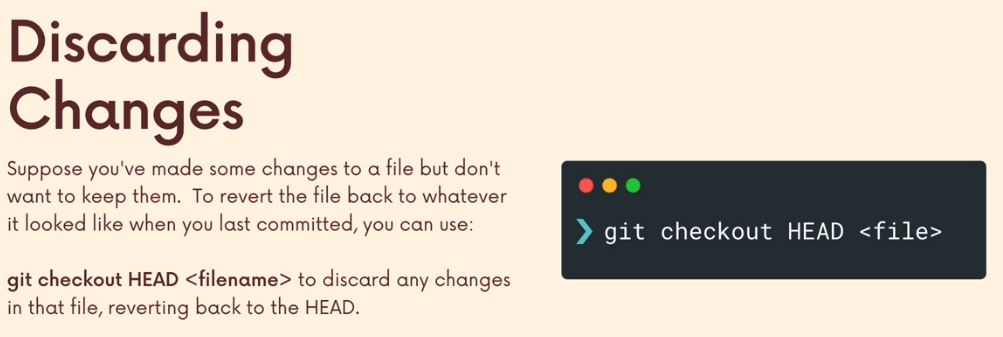 Discarding
Changes
Suppose you've made some changes to a file but don't
want to keep them.  To revert the file back to whatever
it looked like when you last committed, you can use:
git checkout HEAD <filename> to discard any changes
in that file, reverting back to the HEAD.
❯ git checkout HEAD <file>